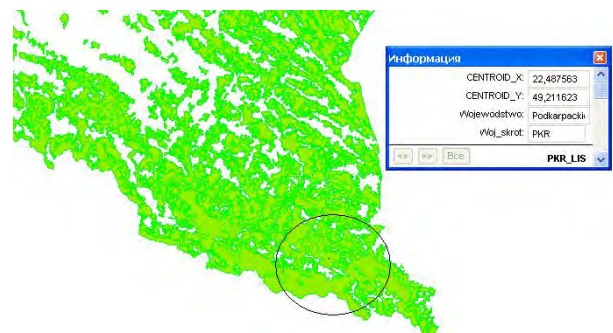 Информация
CENTROID_X: 22,487563
CENTROID_Y: 49,211623
Wojewodstwo: Podkarpacki
Woj_skrot: PKR
<< >> Все PKR_LIS